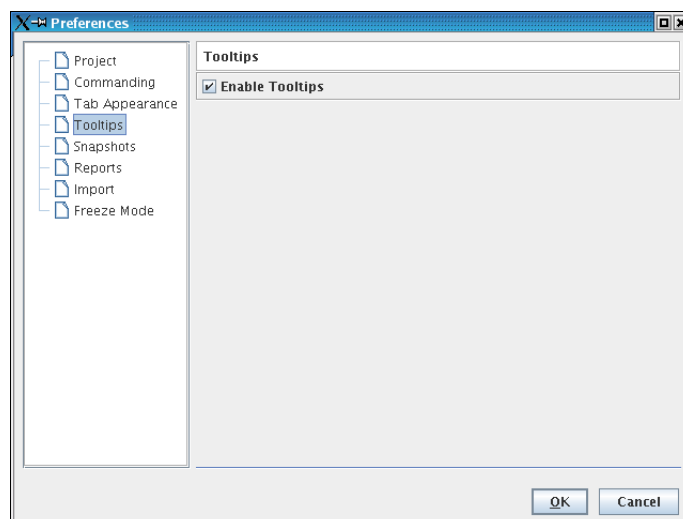 Preferences
Project
Commanding
Tab Appearance
Tooltips
Snapshots
Reports
Import
Freeze Mode
Tooltips
Enable Tooltips
OK
Cancel